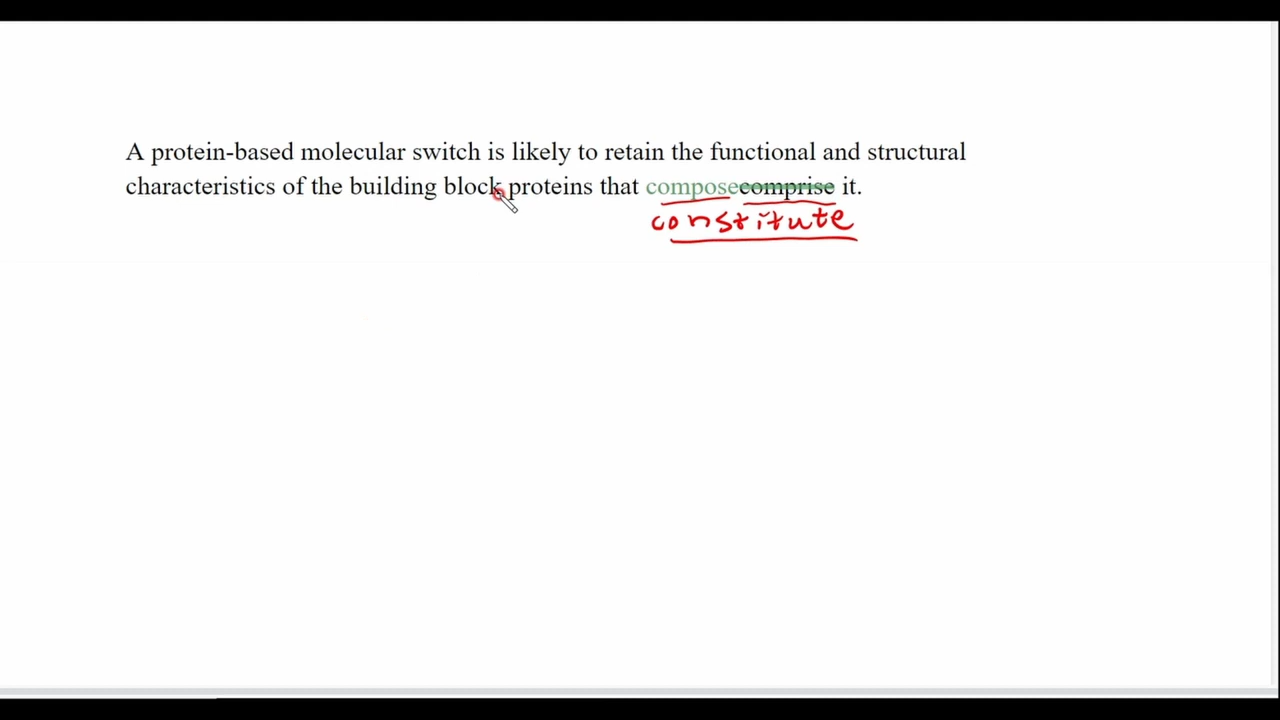 A protein-based molecular switch is likely to retain the functional and structural
characteristics of the building block proteins that composecomprise it.
constitute